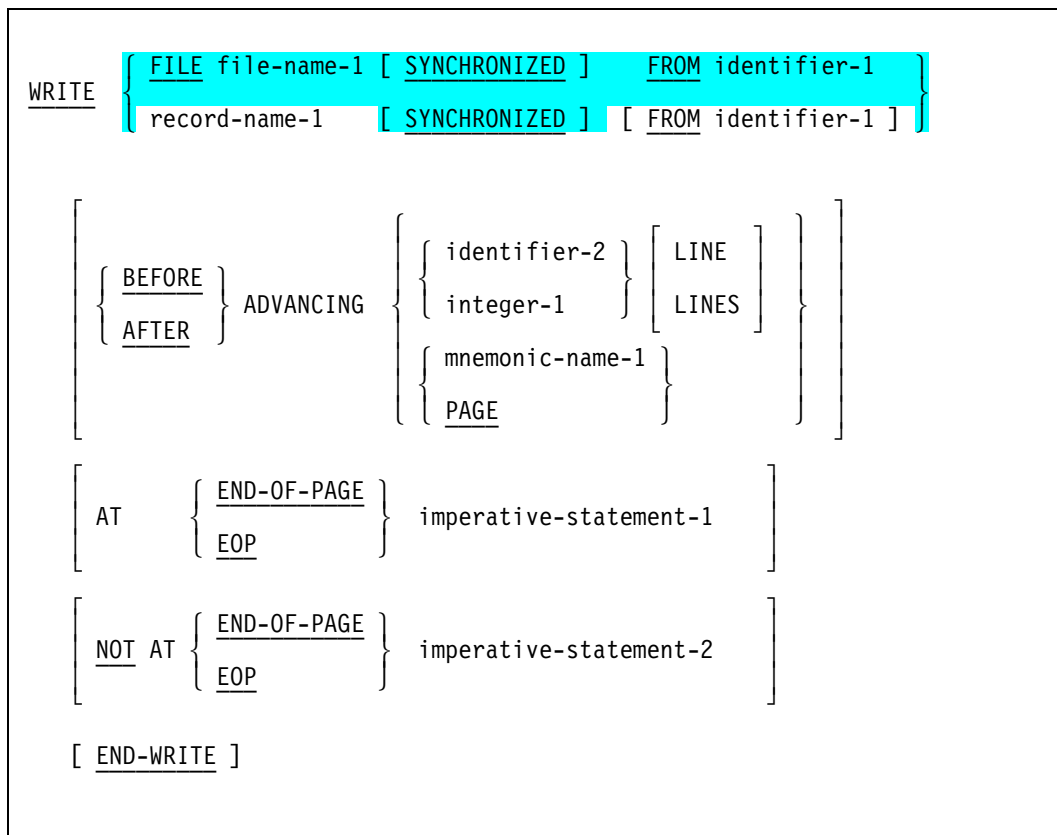 FILE file-name-1 [ SYNCHRONIZED ] FROM identifier-1
WRITE
record-name-1 [ SYNCHRONIZED ] [ FROM identifier-1 ]
identifier-2 LINE
BEFORE
ADVANCING integer-1 LINES
AFTER
mnemonic-name-1
PAGE
END-OF-PAGE
AT imperative-statement-1
EOP
END-OF-PAGE
NOT AT imperative-statement-2
EOP
[ END-WRITE ]